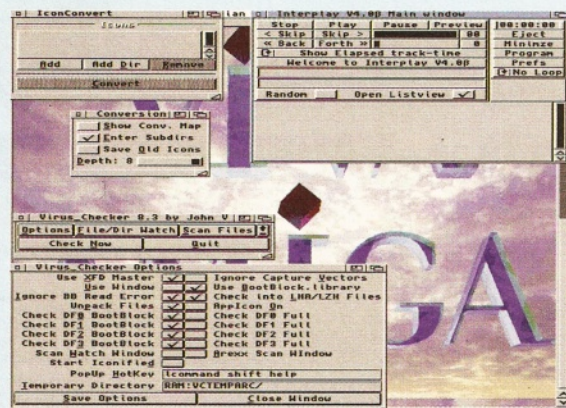 IconConvert
Icons
Add Add Dir Remove
Convert
ian
Interplay V4.0β Main window
Stop Play Pause Preview 00:00:00
< Skip Skip > 00 Eject
« Back Forth » 0 Minimze
Show Elapsed track-time Program
Welcome to Interplay V4.0β Prefs
No Loop
Random Open Listview
Conversion
Show Conv. Map
Enter Subdirs
Save Old Icons
Depth: 8
Virus_Checker 8.3 by John V
Options File/Dir Watch Scan Files
Check Now Quit
Virus_Checker Options
Use XFD Master Ignore Capture Vectors
Use Window Use BootBlock.library
Ignore BB Read Error Check into LHA/LZH Files
Unpack Files AppIcon On
Check DF0 BootBlock Check DF0 Full
Check DF1 BootBlock Check DF1 Full
Check DF2 BootBlock Check DF2 Full
Check DF3 BootBlock Check DF3 Full
Scan Watch Window Arexx Scan WIndow
Start Iconified
PopUp HotKey lcommand shift help
Temporary Directory RAM:VCTEMPARC/
Save Options Close Window